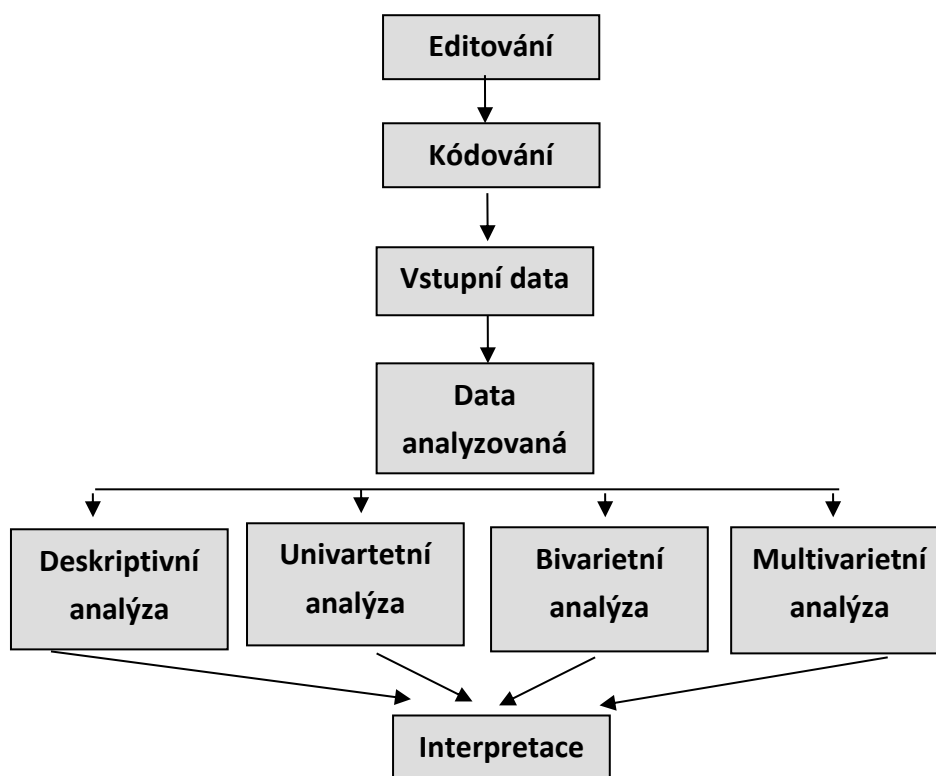 Editování
Kódování
Vstupní data
Data
analyzovaná
Deskriptivní
analýza
Univartetní
analýza
Bivarietní
analýza
Multivarietní
analýza
Interpretace